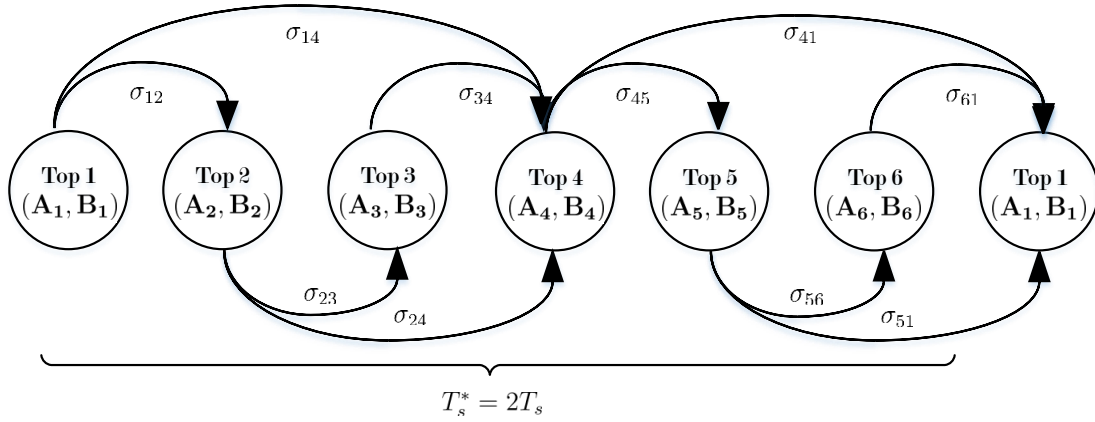 σ₁₄
σ₄₁
σ₁₂
σ₃₄
σ₄₅
σ₆₁
Top 1
(A₁, B₁)
Top 2
(A₂, B₂)
Top 3
(A₃, B₃)
Top 4
(A₄, B₄)
Top 5
(A₅, B₅)
Top 6
(A₆, B₆)
Top 1
(A₁, B₁)
σ₂₃
σ₂₄
σ₅₆
σ₅₁
Tₛ* = 2Tₛ